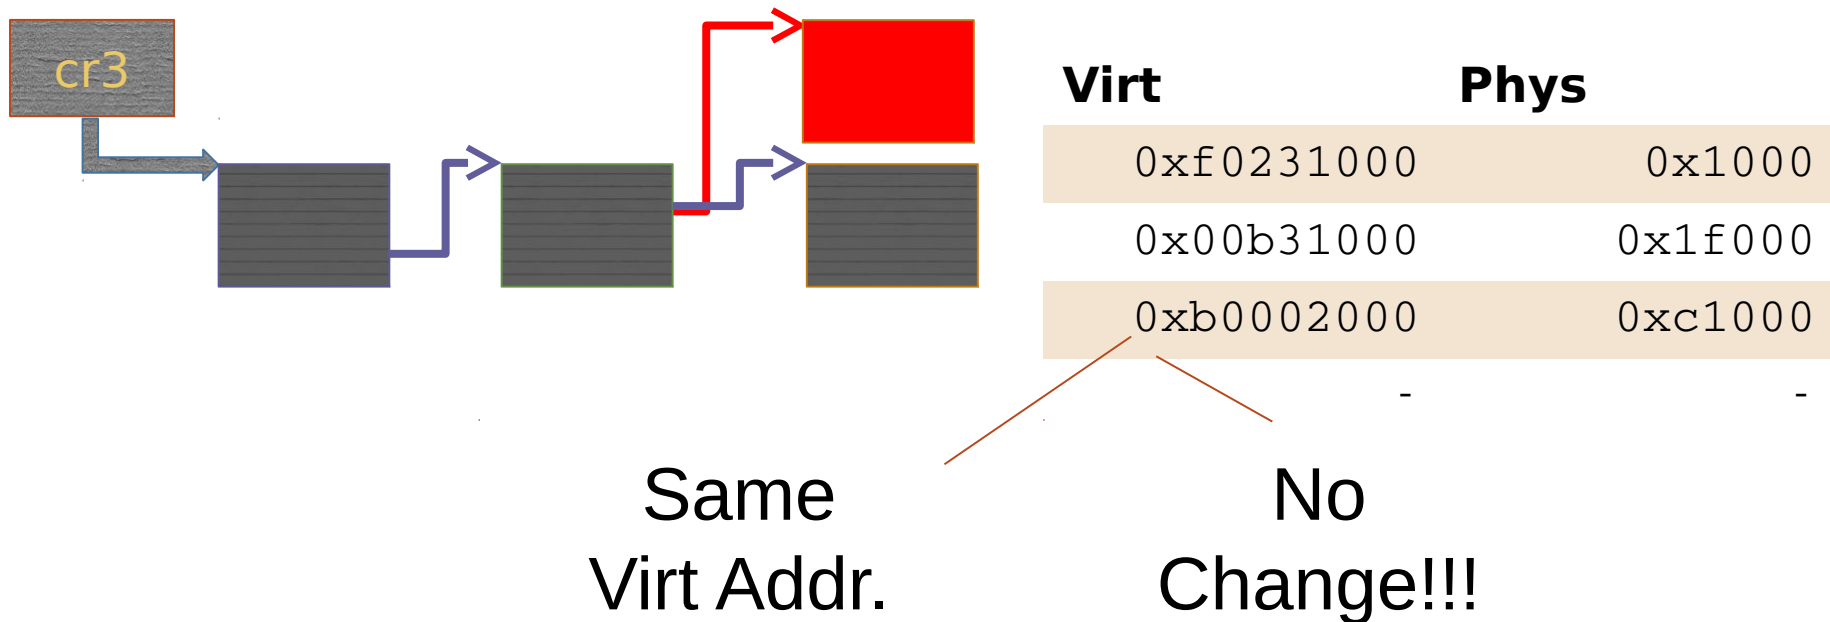 cr3
Virt Phys
0xf0231000 0x1000
0x00b31000 0x1f000
0xb0002000 0xc1000
- -
Same
Virt Addr.
No
Change!!!